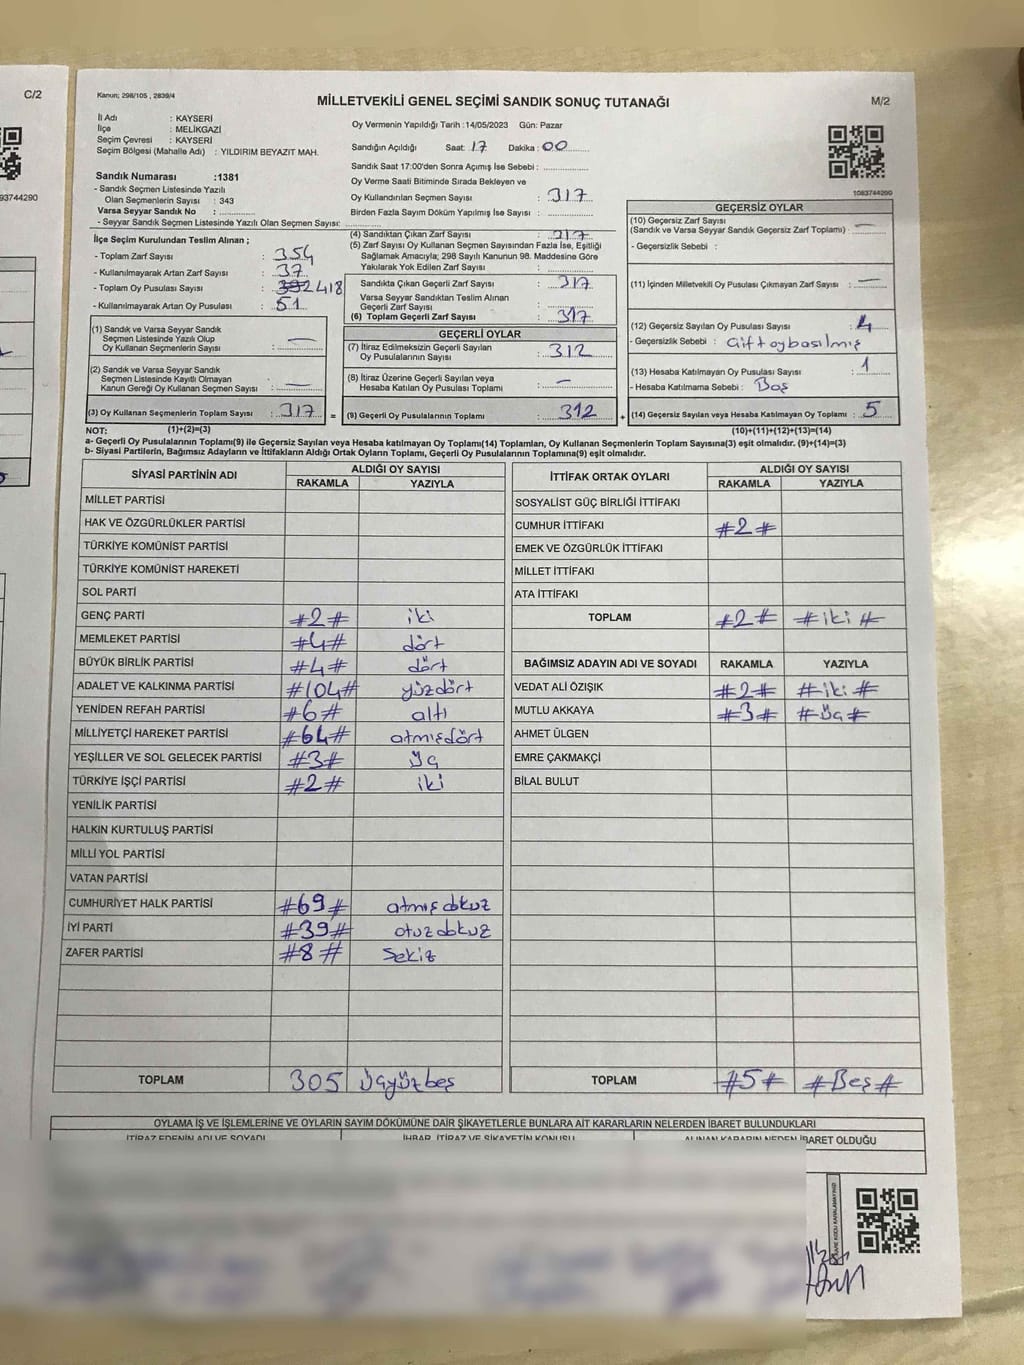 C/2
93744290
Kanun; 298/105 , 2839/4
MİLLETVEKİLİ GENEL SEÇİMİ SANDIK SONUÇ TUTANAĞI
M/2
İl Adı : KAYSERİ
İlçe : MELİKGAZİ
Seçim Çevresi : KAYSERİ
Seçim Bölgesi (Mahalle Adı) : YILDIRIM BEYAZIT MAH.
Sandık Numarası :1381
- Sandık Seçmen Listesinde Yazılı
Olan Seçmenlerin Sayısı : 343
Varsa Seyyar Sandık No :
- Seyyar Sandık Seçmen Listesinde Yazılı Olan Seçmen Sayısı:
İlçe Seçim Kurulundan Teslim Alınan ;
- Toplam Zarf Sayısı : 354
- Kullanılmayarak Artan Zarf Sayısı : 37
- Toplam Oy Pusulası Sayısı : 392 418
- Kullanılmayarak Artan Oy Pusulası : 51
(1) Sandık ve Varsa Seyyar Sandık
Seçmen Listesinde Yazılı Olup
Oy Kullanan Seçmenlerin Sayısı : —
(2) Sandık ve Varsa Seyyar Sandık
Seçmen Listesinde Kayıtlı Olmayan
Kanun Gereği Oy Kullanan Seçmen Sayısı : —
(3) Oy Kullanan Seçmenlerin Toplam Sayısı : 317
Oy Vermenin Yapıldığı Tarih : 14/05/2023 Gün: Pazar
Sandığın Açıldığı Saat: 17 Dakika : 00
Sandık Saat 17:00'den Sonra Açımış İse Sebebi :
Oy Verme Saati Bitiminde Sırada Bekleyen ve
Oy Kullandırılan Seçmen Sayısı : 317
Birden Fazla Sayım Döküm Yapılmış İse Sayısı :
(4) Sandıktan Çıkan Zarf Sayısı : 317
(5) Zarf Sayısı Oy Kullanan Seçmen Sayısından Fazla İse, Eşitliği
Sağlamak Amacıyla; 298 Sayılı Kanunun 98. Maddesine Göre
Yakılarak Yok Edilen Zarf Sayısı :
Sandıkta Çıkan Geçerli Zarf Sayısı : 317
Varsa Seyyar Sandıktan Teslim Alınan
Geçerli Zarf Sayısı :
(6) Toplam Geçerli Zarf Sayısı : 317
GEÇERLİ OYLAR
(7) İtiraz Edilmeksizin Geçerli Sayılan
Oy Pusulalarının Sayısı : 312
(8) İtiraz Üzerine Geçerli Sayılan veya
Hesaba Katılan Oy Pusulası Toplamı : —
= (9) Geçerli Oy Pusulalarının Toplamı : 312
1083744290
GEÇERSİZ OYLAR
(10) Geçersiz Zarf Sayısı
(Sandık ve Varsa Seyyar Sandık Geçersiz Zarf Toplamı) : —
- Geçersizlik Sebebi :
(11) İçinden Milletvekili Oy Pusulası Çıkmayan Zarf Sayısı : —
(12) Geçersiz Sayılan Oy Pusulası Sayısı : 4
- Geçersizlik Sebebi : Çift oy basılmış
(13) Hesaba Katılmayan Oy Pusulası Sayısı : 1
- Hesaba Katılmama Sebebi : Boş
+ (14) Geçersiz Sayılan veya Hesaba Katılmayan Oy Toplamı : 5
NOT: (1)+(2)=(3) (10)+(11)+(12)+(13)=(14)
a- Geçerli Oy Pusulalarının Toplamı(9) ile Geçersiz Sayılan veya Hesaba katılmayan Oy Toplamı(14) Toplamları, Oy Kullanan Seçmenlerin Toplam Sayısına(3) eşit olmalıdır. (9)+(14)=(3)
b- Siyasi Partilerin, Bağımsız Adayların ve İttifakların Aldığı Ortak Oyların Toplamı, Geçerli Oy Pusulalarının Toplamına(9) eşit olmalıdır.
SİYASİ PARTİNİN ADI ALDIĞI OY SAYISI
RAKAMLA YAZIYLA
MİLLET PARTİSİ
HAK VE ÖZGÜRLÜKLER PARTİSİ
TÜRKİYE KOMÜNİST PARTİSİ
TÜRKİYE KOMÜNİST HAREKETİ
SOL PARTİ
GENÇ PARTİ #2# iki
MEMLEKET PARTİSİ #4# dört
BÜYÜK BİRLİK PARTİSİ #4# dört
ADALET VE KALKINMA PARTİSİ #104# yüzdört
YENİDEN REFAH PARTİSİ #6# altı
MİLLİYETÇİ HAREKET PARTİSİ #64# atmışdört
YEŞİLLER VE SOL GELECEK PARTİSİ #3# üç
TÜRKİYE İŞÇİ PARTİSİ #2# iki
YENİLİK PARTİSİ
HALKIN KURTULUŞ PARTİSİ
MİLLİ YOL PARTİSİ
VATAN PARTİSİ
CUMHURİYET HALK PARTİSİ #69# atmışdokuz
İYİ PARTİ #39# otuzdokuz
ZAFER PARTİSİ #8# Sekiz
TOPLAM 305 Üçyüzbeş
İTTİFAK ORTAK OYLARI ALDIĞI OY SAYISI
RAKAMLA YAZIYLA
SOSYALİST GÜÇ BİRLİĞİ İTTİFAKI
CUMHUR İTTİFAKI #2#
EMEK VE ÖZGÜRLÜK İTTİFAKI
MİLLET İTTİFAKI
ATA İTTİFAKI
TOPLAM #2# #iki#
BAĞIMSIZ ADAYIN ADI VE SOYADI RAKAMLA YAZIYLA
VEDAT ALİ ÖZIŞIK #2# #iki#
MUTLU AKKAYA #3# #üç#
AHMET ÜLGEN
EMRE ÇAKMAKÇİ
BİLAL BULUT
TOPLAM #5# #Beş#
OYLAMA İŞ VE İŞLEMLERİNE VE OYLARIN SAYIM DÖKÜMÜNE DAİR ŞİKAYETLERLE BUNLARA AİT KARARLARIN NELERDEN İBARET BULUNDUKLARI
İTİRAZ EDENİN ADI VE SOYADI İHBAR, İTİRAZ VE ŞİKAYETİN KONUSU ALINAN KARARIN NEDEN İBARET OLDUĞU